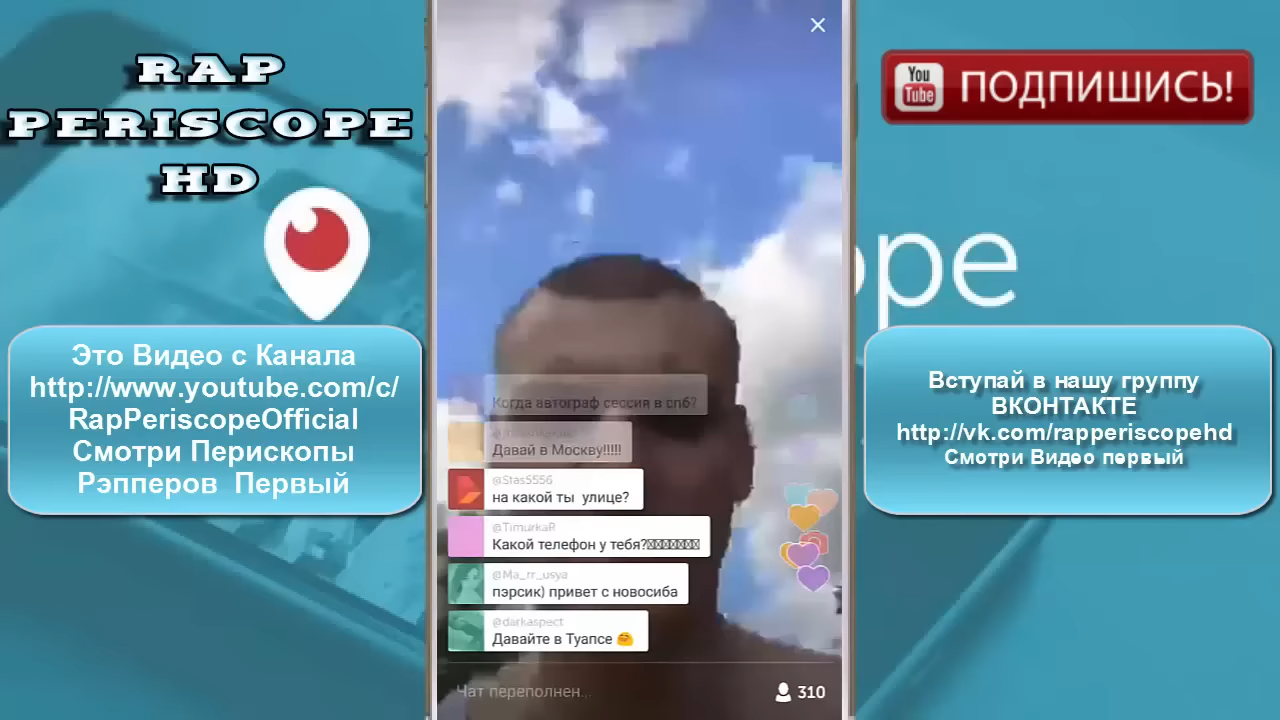 RAP
PERISCOPE
HD
Это Видео с Канала
http://www.youtube.com/c/
RapPeriscopeOfficial
Смотри Перископы
Рэпперов Первый
Когда автограф сессия в спб?
Давай в Москву!!!!!
@Stas5556
на какой ты улице?
@TimurkaR
Какой телефон у тебя?
@Ma_rr_usya
пэрсик) привет с новосиба
@darkaspect
Давайте в Туапсе
Чат переполнен...
310
You
Tube
ПОДПИШИСЬ!
ope
Вступай в нашу группу
ВКОНТАКТЕ
http://vk.com/rapperiscopehd
Смотри Видео первый